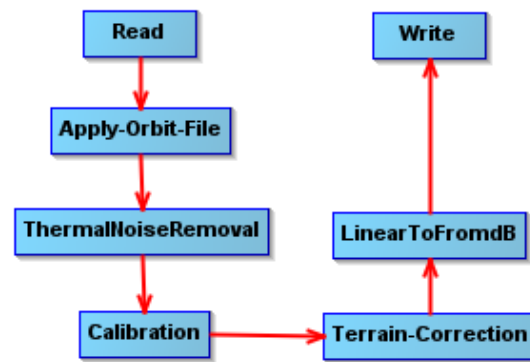 Read
Apply-Orbit-File
ThermalNoiseRemoval
Calibration
Terrain-Correction
LinearToFromdB
Write